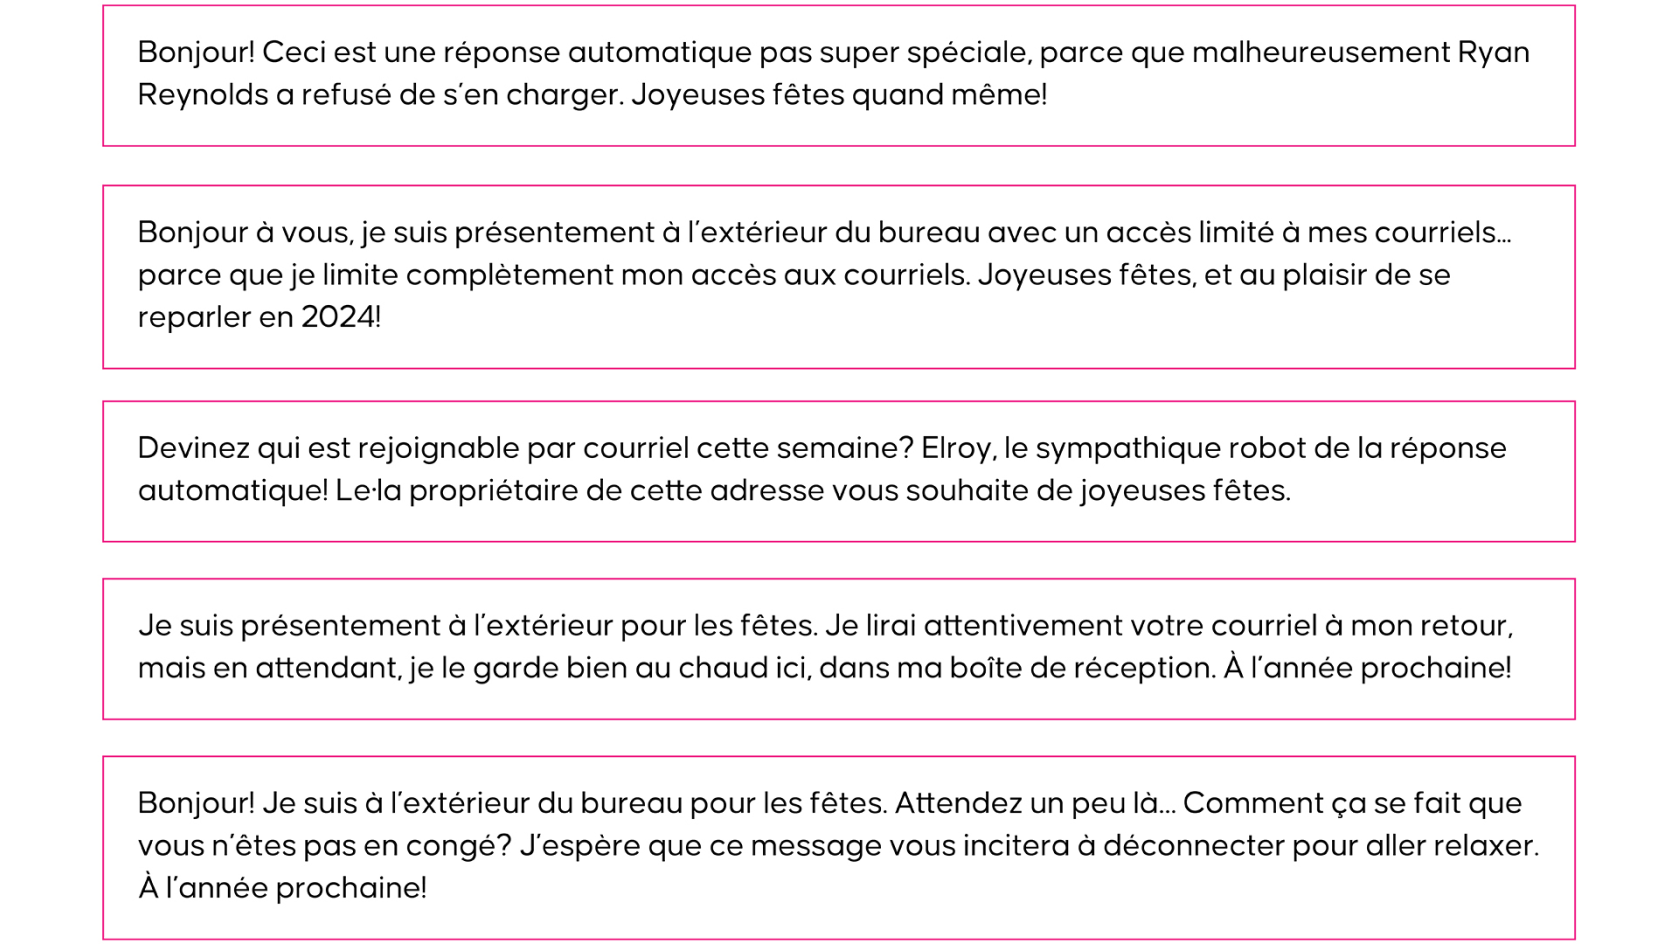 Bonjour! Ceci est une réponse automatique pas super spéciale, parce que malheureusement Ryan
Reynolds a refusé de s’en charger. Joyeuses fêtes quand même!
Bonjour à vous, je suis présentement à l’extérieur du bureau avec un accès limité à mes courriels…
parce que je limite complètement mon accès aux courriels. Joyeuses fêtes, et au plaisir de se
reparler en 2024!
Devinez qui est rejoignable par courriel cette semaine? Elroy, le sympathique robot de la réponse
automatique! Le·la propriétaire de cette adresse vous souhaite de joyeuses fêtes.
Je suis présentement à l’extérieur pour les fêtes. Je lirai attentivement votre courriel à mon retour,
mais en attendant, je le garde bien au chaud ici, dans ma boîte de réception. À l’année prochaine!
Bonjour! Je suis à l’extérieur du bureau pour les fêtes. Attendez un peu là… Comment ça se fait que
vous n’êtes pas en congé? J’espère que ce message vous incitera à déconnecter pour aller relaxer.
À l’année prochaine!